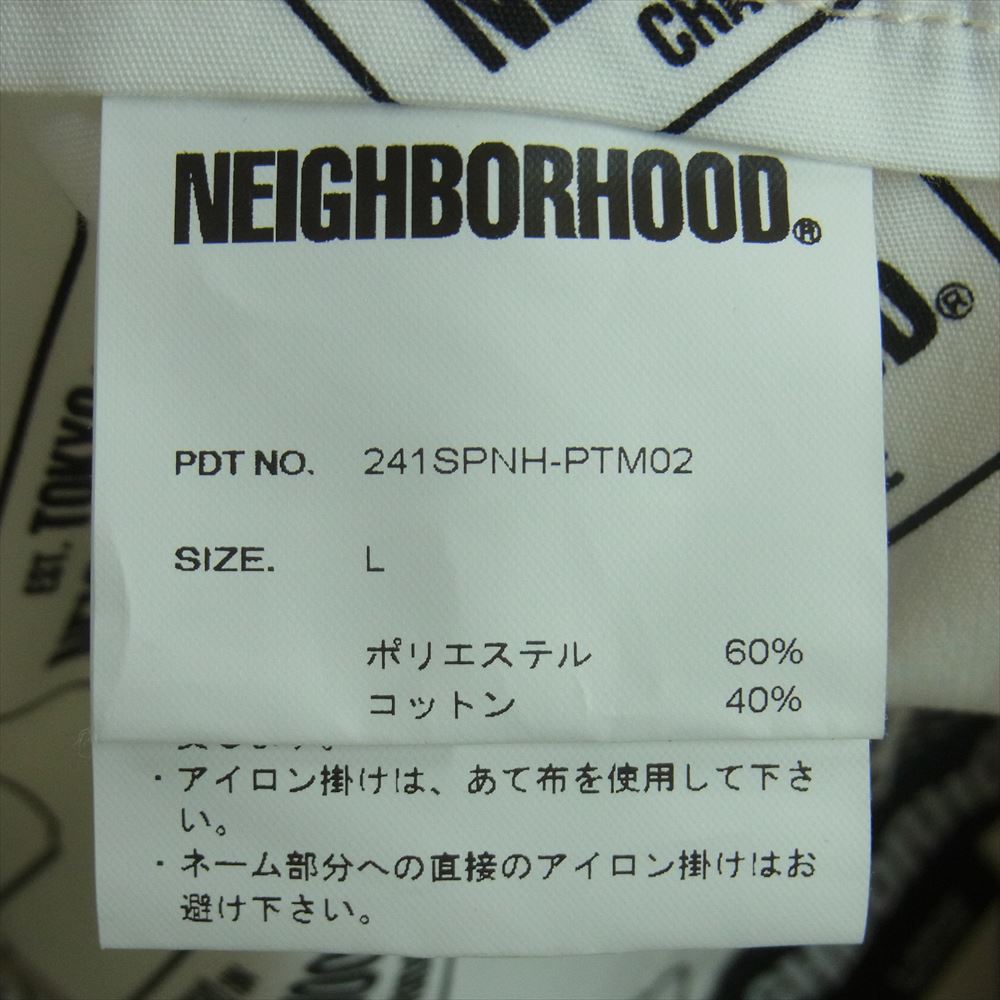 CRA
NEIGHBORHOOD®
®
EST. TOKYO
PDT NO. 241SPNH-PTM02
SIZE. L
ポリエステル 60%
コットン 40%
・アイロン掛けは、あて布を使用して下さ
い。
・ネーム部分への直接のアイロン掛けはお
避け下さい。